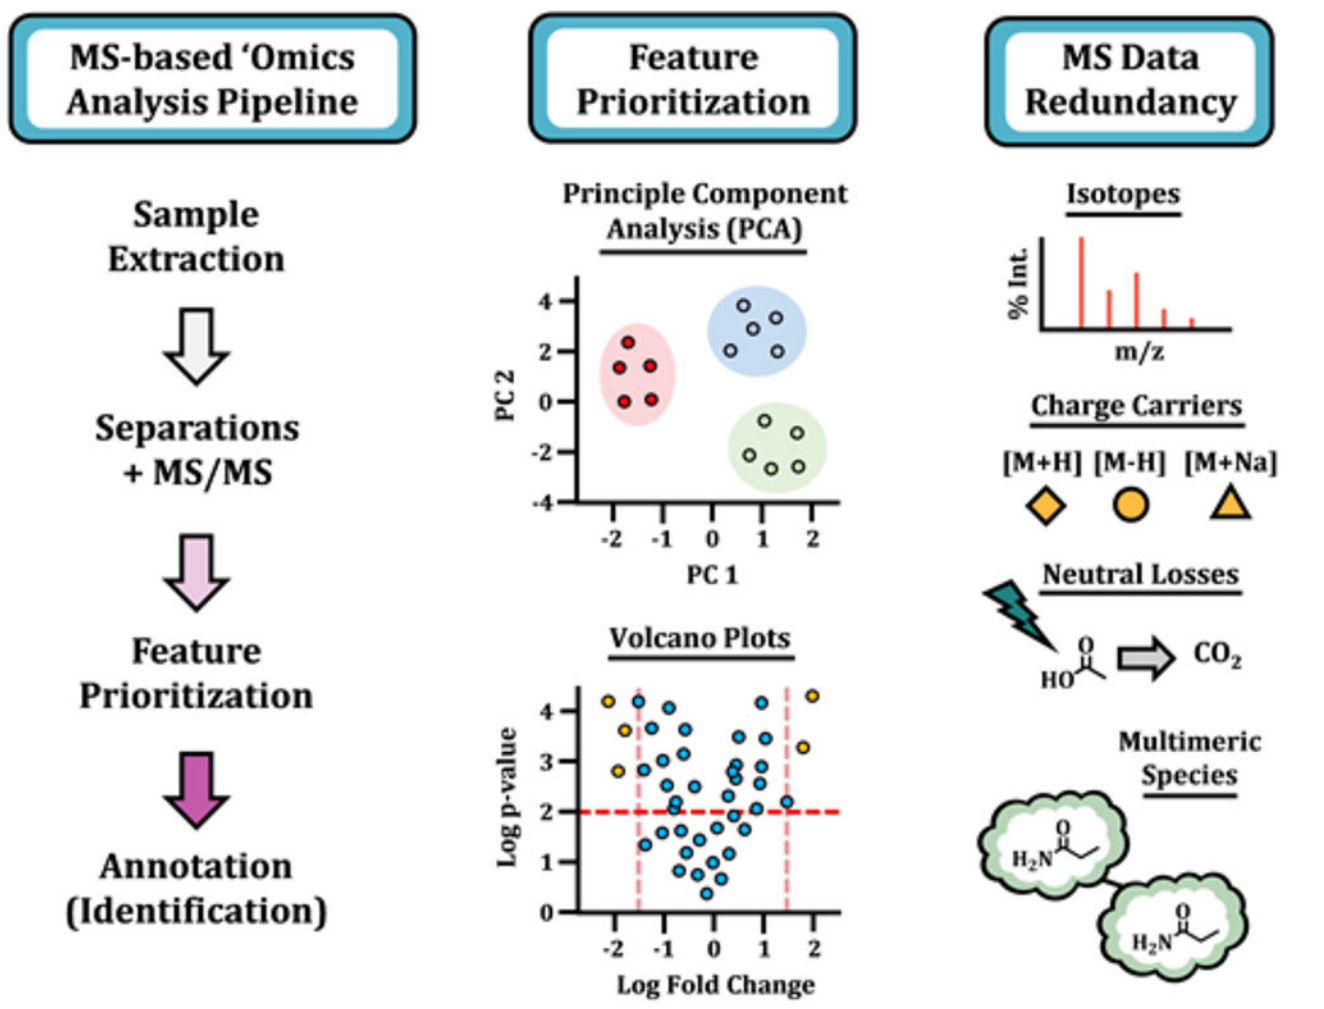 MS-based ‘Omics
Analysis Pipeline
Sample
Extraction
Separations
+ MS/MS
Feature
Prioritization
Annotation
(Identification)
Feature
Prioritization
Principle Component
Analysis (PCA)
PC 2
4
2
0
-2
-4
-2 -1 0 1 2
PC 1
Volcano Plots
Log p-value
4
3
2
1
0
-2 -1 0 1 2
Log Fold Change
MS Data
Redundancy
Isotopes
% Int.
m/z
Charge Carriers
[M+H] [M-H] [M+Na]
Neutral Losses
O
HO
CO₂
Multimeric
Species
O
H₂N
O
H₂N